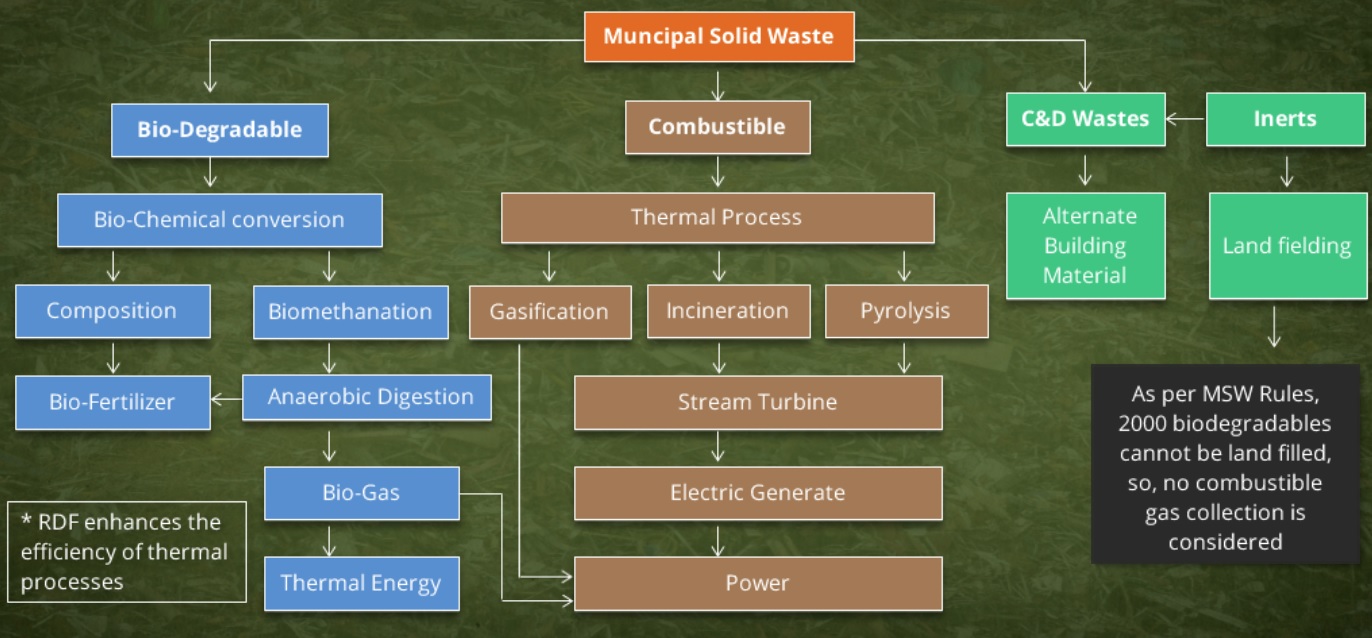 Muncipal Solid Waste
Bio-Degradable
Combustible
C&D Wastes
Inerts
Bio-Chemical conversion
Thermal Process
Alternate
Building
Material
Land fielding
Composition
Biomethanation
Gasification
Incineration
Pyrolysis
Bio-Fertilizer
Anaerobic Digestion
Stream Turbine
As per MSW Rules,
2000 biodegradables
cannot be land filled,
so, no combustible
gas collection is
considered
Bio-Gas
Electric Generate
* RDF enhances the
efficiency of thermal
processes
Thermal Energy
Power